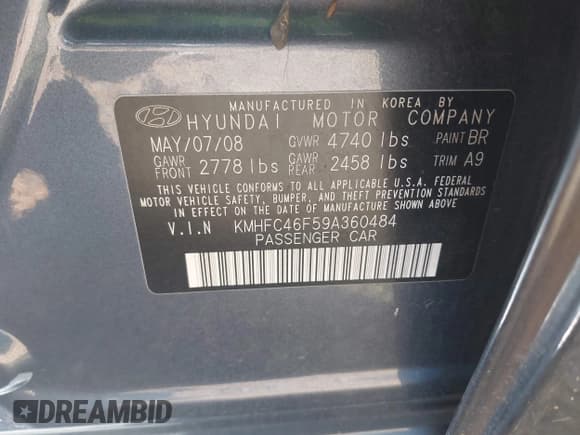 MANUFACTURED IN KOREA BY
HYUNDAI MOTOR COMPANY
MAY/07/08 GVWR 4740 lbs PAINT BR
GAWR FRONT 2778 lbs GAWR REAR 2458 lbs TRIM A9
THIS VEHICLE CONFORMS TO ALL APPLICABLE U.S.A. FEDERAL
MOTOR VEHICLE SAFETY, BUMPER, AND THEFT PREVENTION STANDARDS
IN EFFECT ON THE DATE OF MANUFACTURE SHOWN ABOVE
V.I.N KMHFC46F59A360484
PASSENGER CAR
DREAMBID